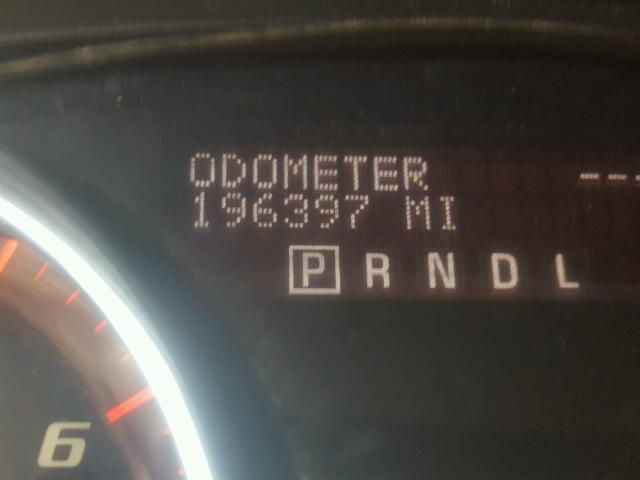 ODOMETER ---
196397 MI
P R N D L
6